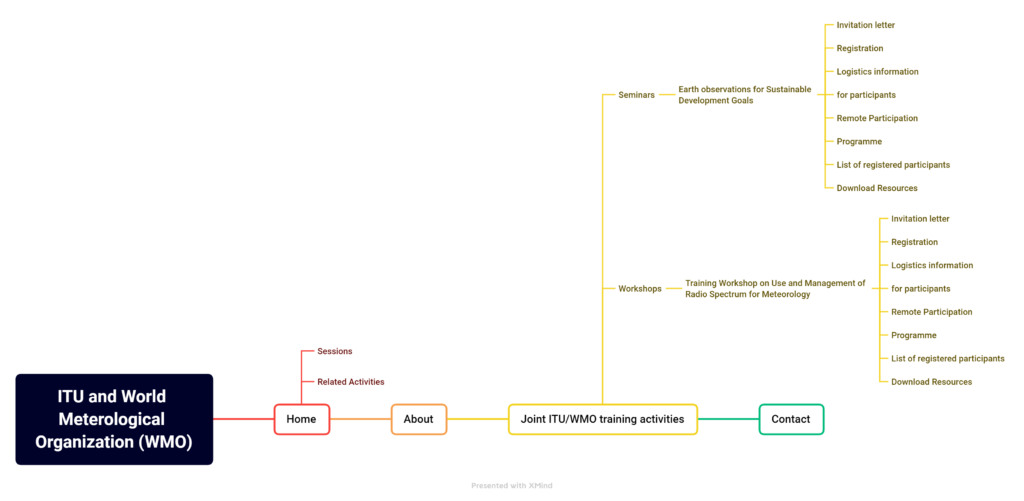 Invitation letter
Registration
Logistics information
for participants
Remote Participation
Programme
List of registered participants
Download Resources
Seminars
Earth observations for Sustainable
Development Goals
Invitation letter
Registration
Logistics information
for participants
Remote Participation
Programme
List of registered participants
Download Resources
Workshops
Training Workshop on Use and Management of
Radio Spectrum for Meteorology
Sessions
Related Activities
ITU and World
Meterological
Organization (WMO)
Home
About
Joint ITU/WMO training activities
Contact
Presented with XMind